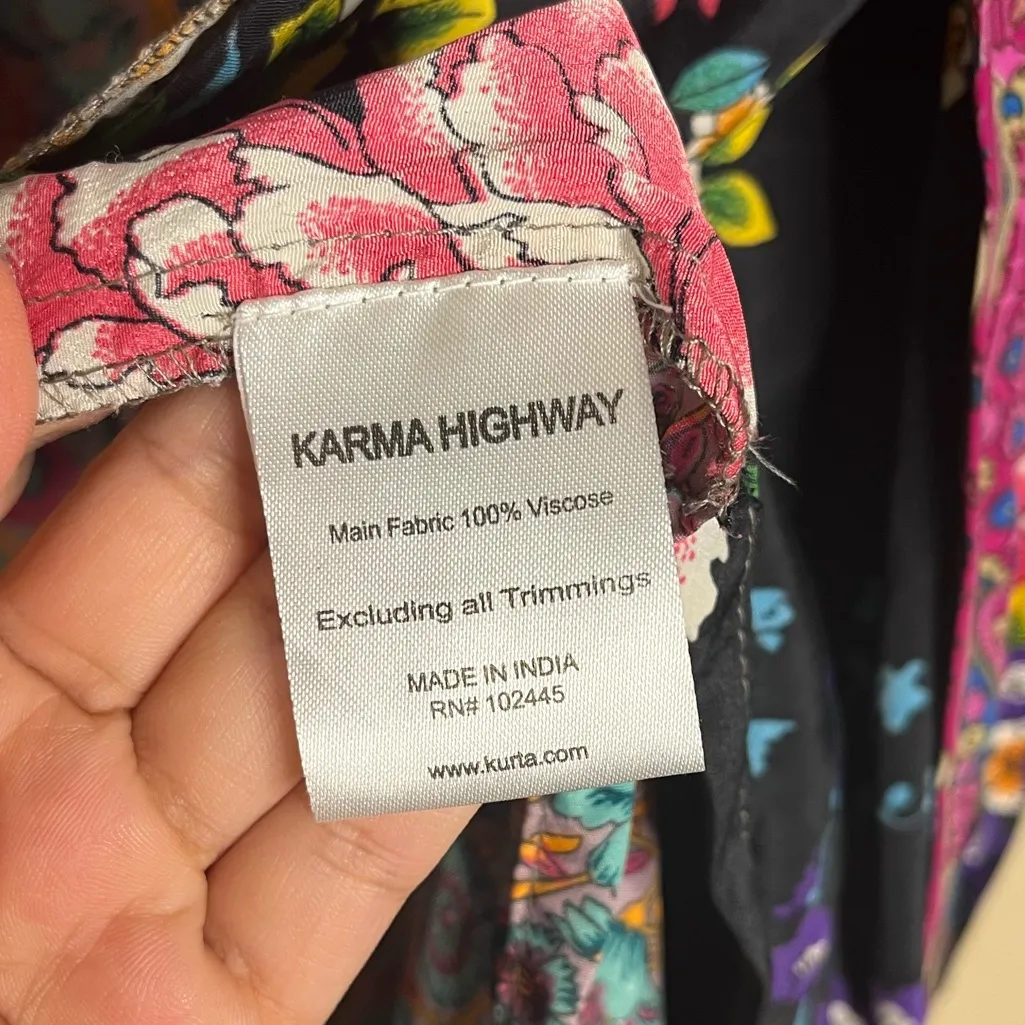 KARMA HIGHWAY
Main Fabric 100% Viscose
Excluding all Trimmings
MADE IN INDIA
RN# 102445
www.kurta.com